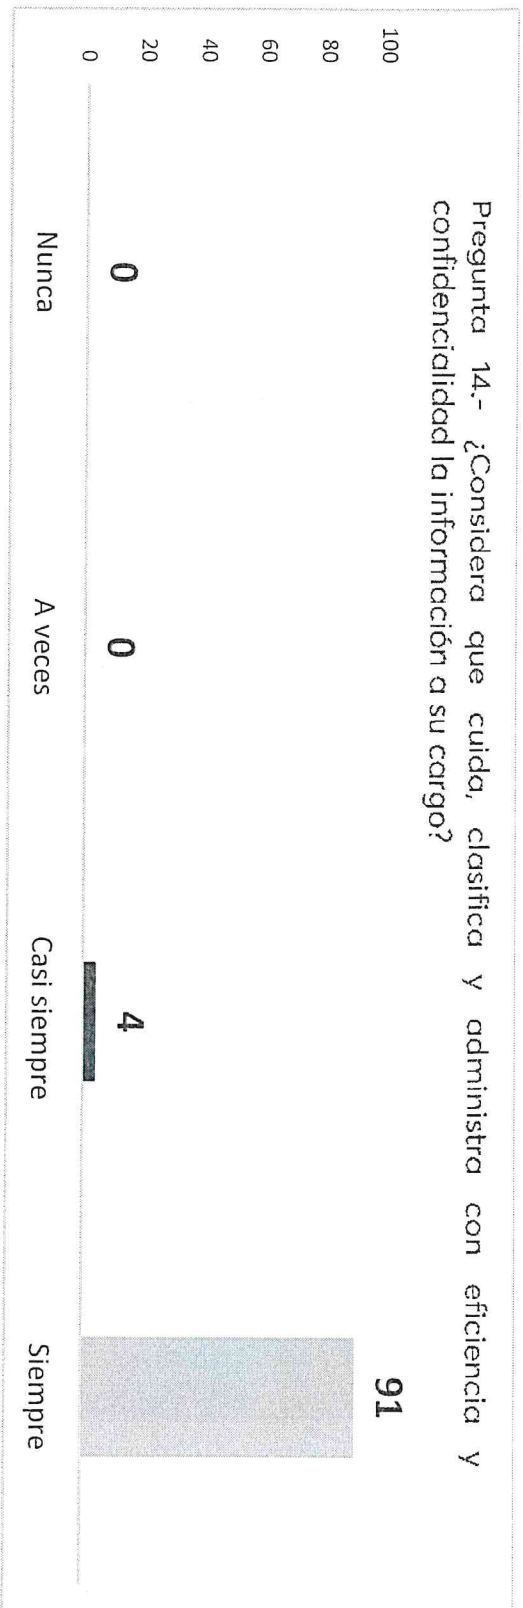 Pregunta 14.- ¿Considera que cuida, clasifica y administra con eficiencia y
confidencialidad la información a su cargo?
100
80
60
40
20
0
0
0
4
91
Nunca
A veces
Casi siempre
Siempre